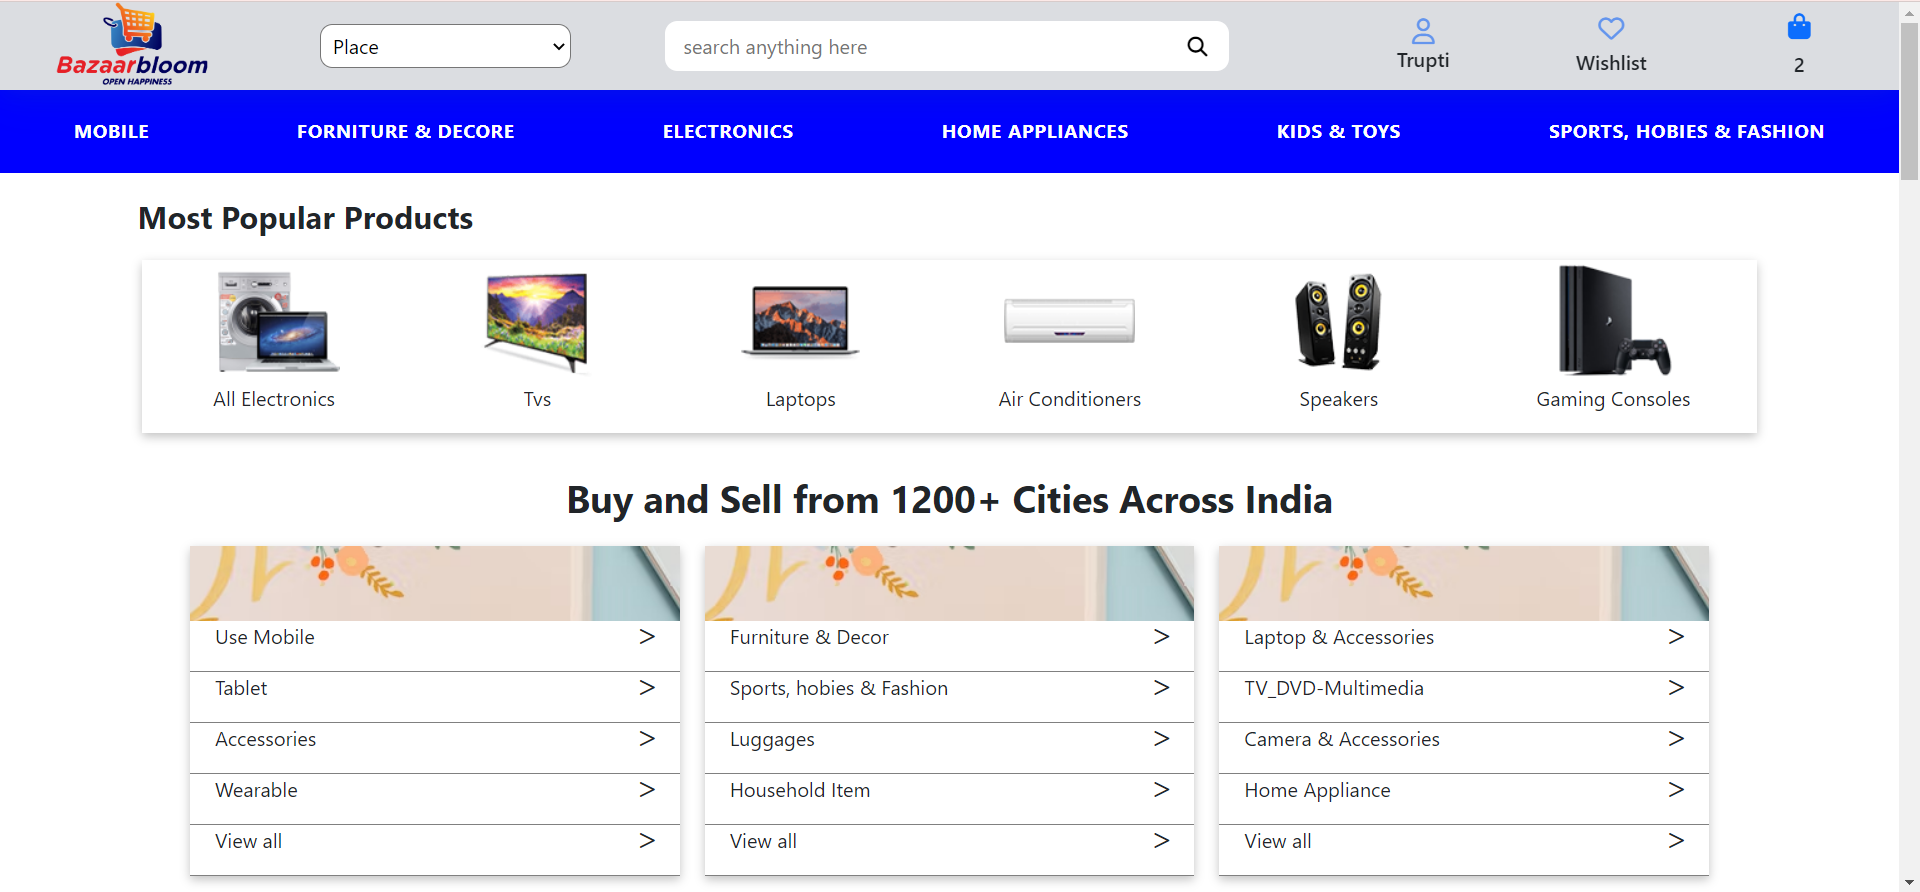 Bazaarbloom
OPEN HAPPINESS
Place
search anything here
Trupti
Wishlist
2
MOBILE
FORNITURE & DECORE
ELECTRONICS
HOME APPLIANCES
KIDS & TOYS
SPORTS, HOBIES & FASHION
Most Popular Products
All Electronics
Tvs
Laptops
Air Conditioners
Speakers
Gaming Consoles
Buy and Sell from 1200+ Cities Across India
Use Mobile >
Tablet >
Accessories >
Wearable >
View all >
Furniture & Decor >
Sports, hobies & Fashion >
Luggages >
Household Item >
View all >
Laptop & Accessories >
TV_DVD-Multimedia >
Camera & Accessories >
Home Appliance >
View all >